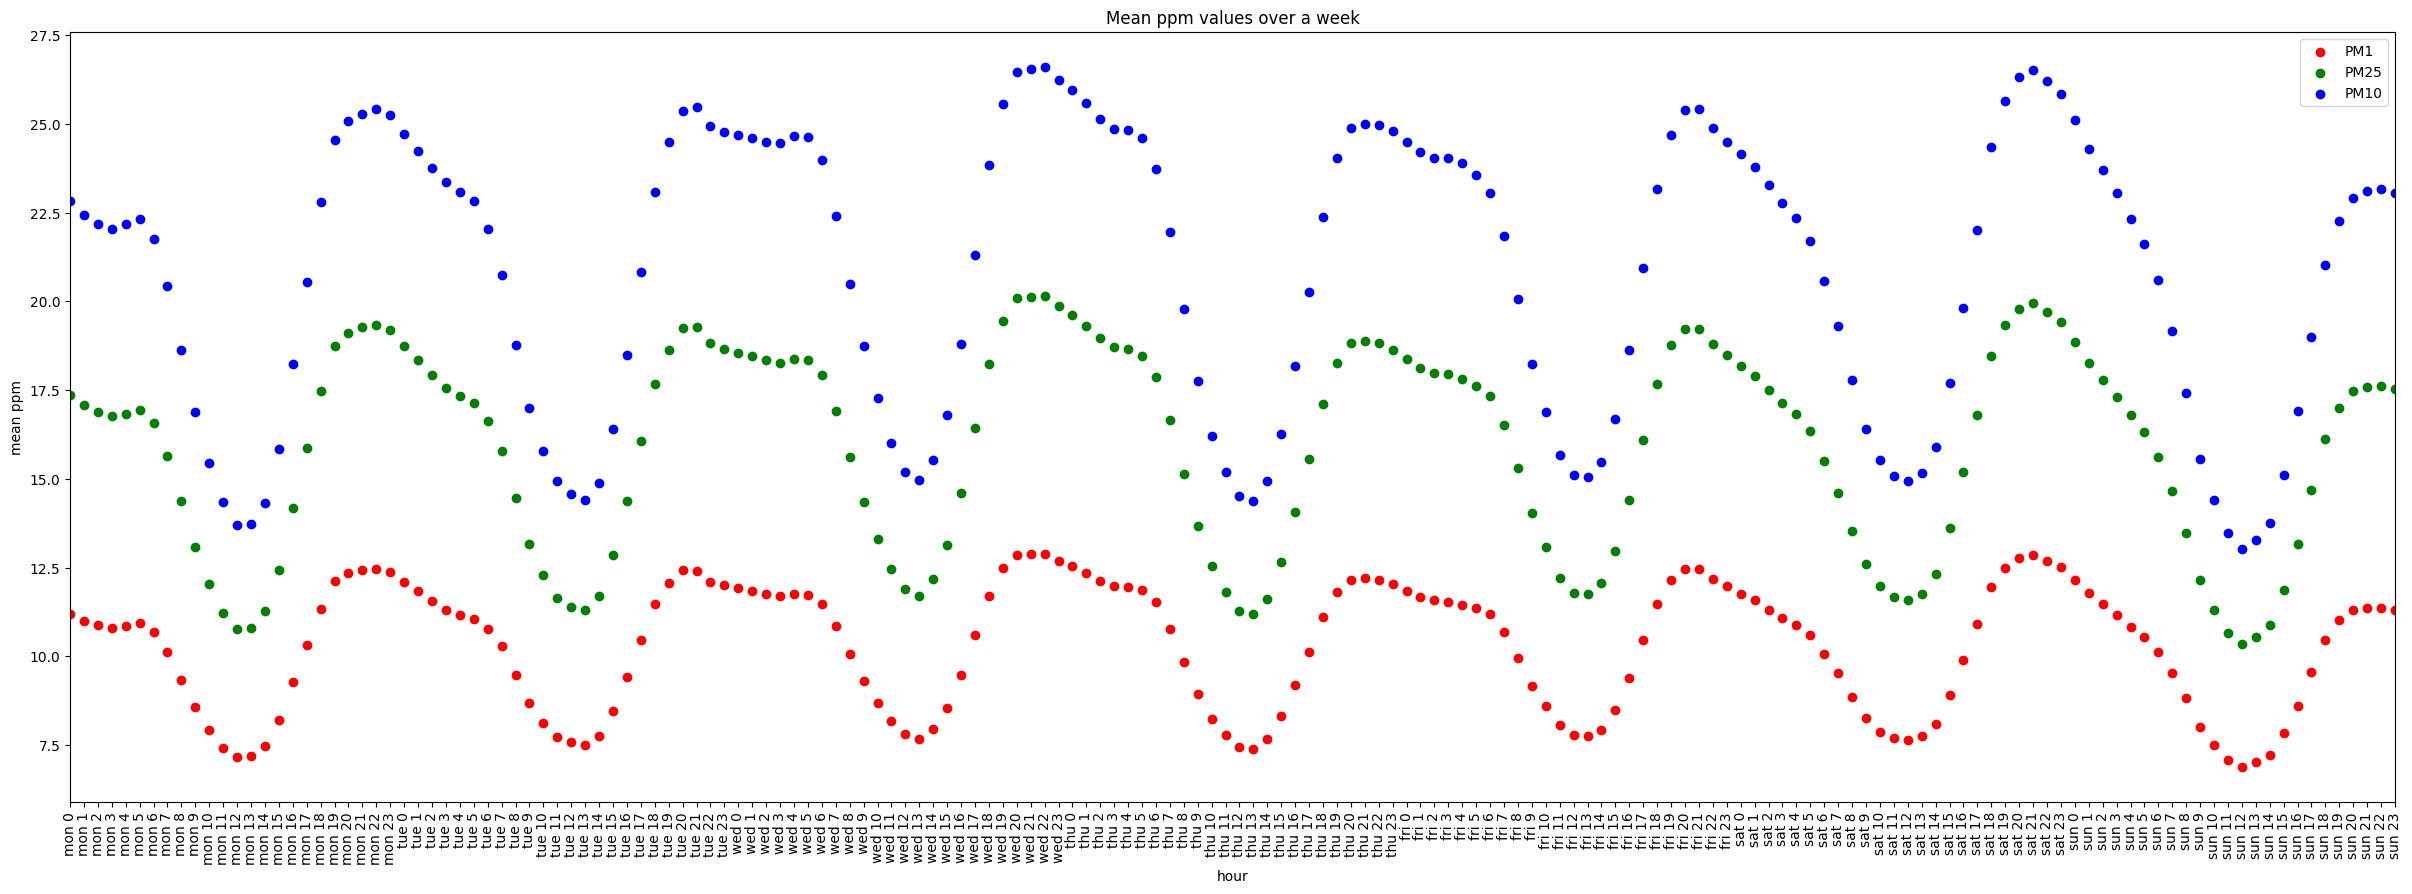 Mean ppm values over a week
27.5
25.0
22.5
20.0
17.5
15.0
12.5
10.0
7.5
mean ppm
PM1
PM25
PM10
mon 0
mon 1
mon 2
mon 3
mon 4
mon 5
mon 6
mon 7
mon 8
mon 9
mon 10
mon 11
mon 12
mon 13
mon 14
mon 15
mon 16
mon 17
mon 18
mon 19
mon 20
mon 21
mon 22
mon 23
tue 0
tue 1
tue 2
tue 3
tue 4
tue 5
tue 6
tue 7
tue 8
tue 9
tue 10
tue 11
tue 12
tue 13
tue 14
tue 15
tue 16
tue 17
tue 18
tue 19
tue 20
tue 21
tue 22
tue 23
wed 0
wed 1
wed 2
wed 3
wed 4
wed 5
wed 6
wed 7
wed 8
wed 9
wed 10
wed 11
wed 12
wed 13
wed 14
wed 15
wed 16
wed 17
wed 18
wed 19
wed 20
wed 21
wed 22
wed 23
thu 0
thu 1
thu 2
thu 3
thu 4
thu 5
thu 6
thu 7
thu 8
thu 9
thu 10
thu 11
thu 12
thu 13
thu 14
thu 15
thu 16
thu 17
thu 18
thu 19
thu 20
thu 21
thu 22
thu 23
fri 0
fri 1
fri 2
fri 3
fri 4
fri 5
fri 6
fri 7
fri 8
fri 9
fri 10
fri 11
fri 12
fri 13
fri 14
fri 15
fri 16
fri 17
fri 18
fri 19
fri 20
fri 21
fri 22
fri 23
sat 0
sat 1
sat 2
sat 3
sat 4
sat 5
sat 6
sat 7
sat 8
sat 9
sat 10
sat 11
sat 12
sat 13
sat 14
sat 15
sat 16
sat 17
sat 18
sat 19
sat 20
sat 21
sat 22
sat 23
sun 0
sun 1
sun 2
sun 3
sun 4
sun 5
sun 6
sun 7
sun 8
sun 9
sun 10
sun 11
sun 12
sun 13
sun 14
sun 15
sun 16
sun 17
sun 18
sun 19
sun 20
sun 21
sun 22
sun 23
hour